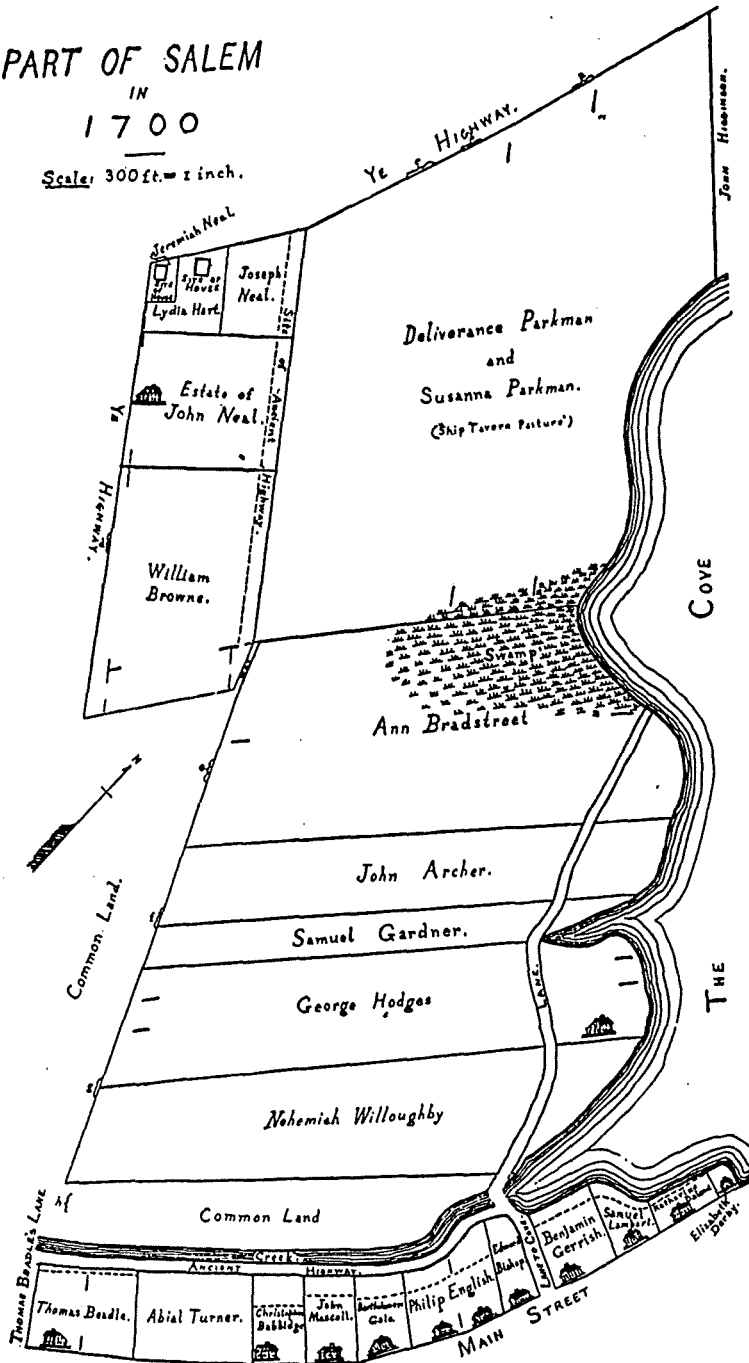 PART OF SALEM
IN
1700
Scale: 300 ft. = 1 inch.
Ye HIGHWAY.
JOHN HIGGINSON.
Jeremiah Neal
Site of
House
Site of
House
Lydia Hart.
Joseph
Neal.
Site of Ancient Highway.
Deliverance Parkman
and
Susanna Parkman.
(Ship Tavern Pasture")
Estate of
John Neal.
Ye HIGHWAY.
William
Browne.
COVE
Swamp
Ann Bradstreet
N
John Archer.
Common Land.
Samuel Gardner.
LANE.
George Hodges
THE
Nehemiah Willoughby
THOMAS BEADLE'S LANE
h
Common Land
Creek.
ANCIENT HIGHWAY
Thomas Beadle.
Abial Turner.
Christopher
Babbidge
John
Mascoll.
Bartholomew
Gale.
Philip English
Edward
Bishop
Benjamin
Gerrish.
Samuel
Lambert.
Katherine
Elizabeth
Derby.
MAIN STREET